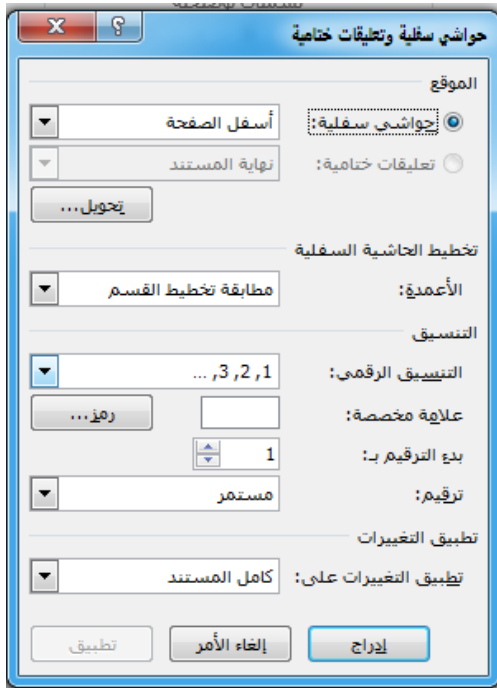 حواشي سفلية وتعليقات ختامية
الموقع
حواشي سفلية: أسفل الصفحة
تعليقات ختامية: نهاية المستند
تحويل...
تخطيط الحاشية السفلية
الأعمدة: مطابقة تخطيط القسم
التنسيق
التنسيق الرقمي: 1, 2, 3, ...
علامة مخصصة: رمز...
بدء الترقيم بـ: 1
ترقيم: مستمر
تطبيق التغييرات
تطبيق التغييرات على: كامل المستند
إدراج إلغاء الأمر تطبيق